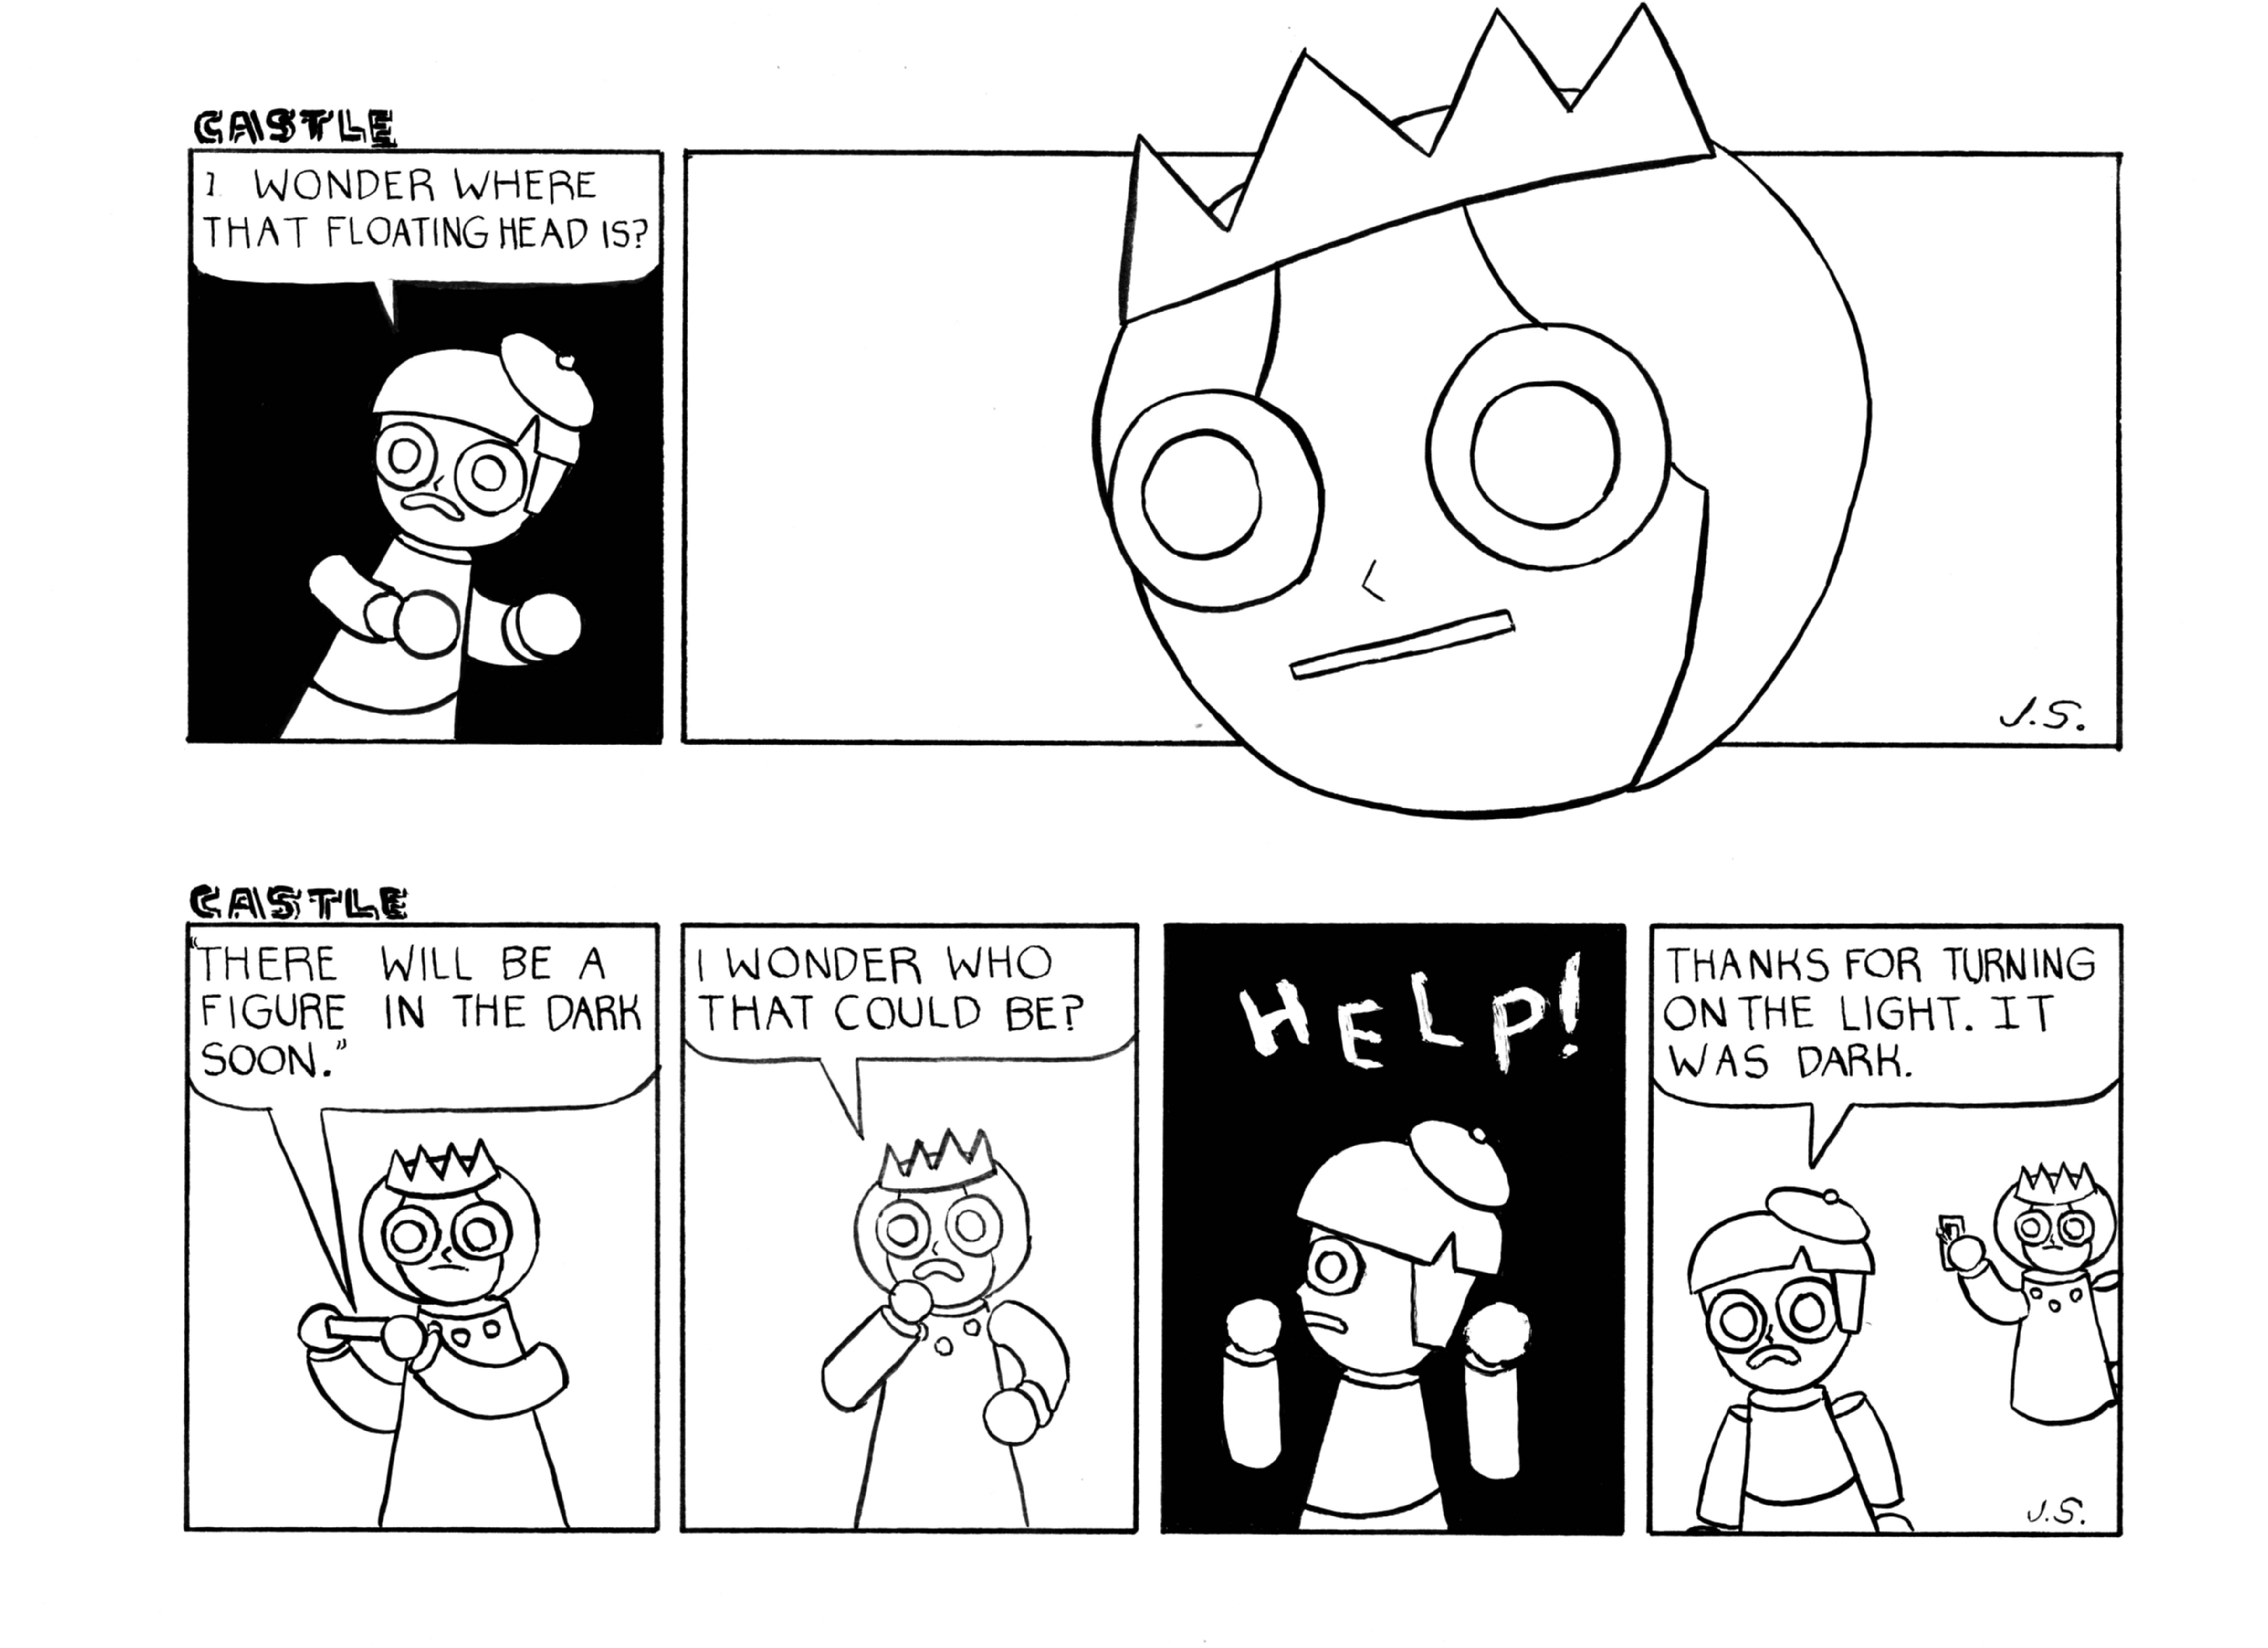 CASTLE
I WONDER WHERE
THAT FLOATING HEAD IS?
J.S.
CASTLE
"THERE WILL BE A
FIGURE IN THE DARK
SOON."
I WONDER WHO
THAT COULD BE?
HELP!
THANKS FOR TURNING
ON THE LIGHT. IT
WAS DARK.
J.S.